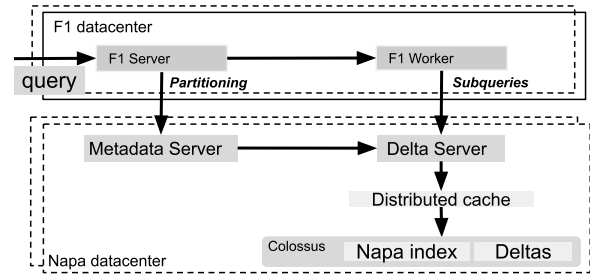 F1 datacenter
F1 Server
F1 Worker
query
Partitioning
Subqueries
Metadata Server
Delta Server
Distributed cache
Colossus
Napa index
Deltas
Napa datacenter